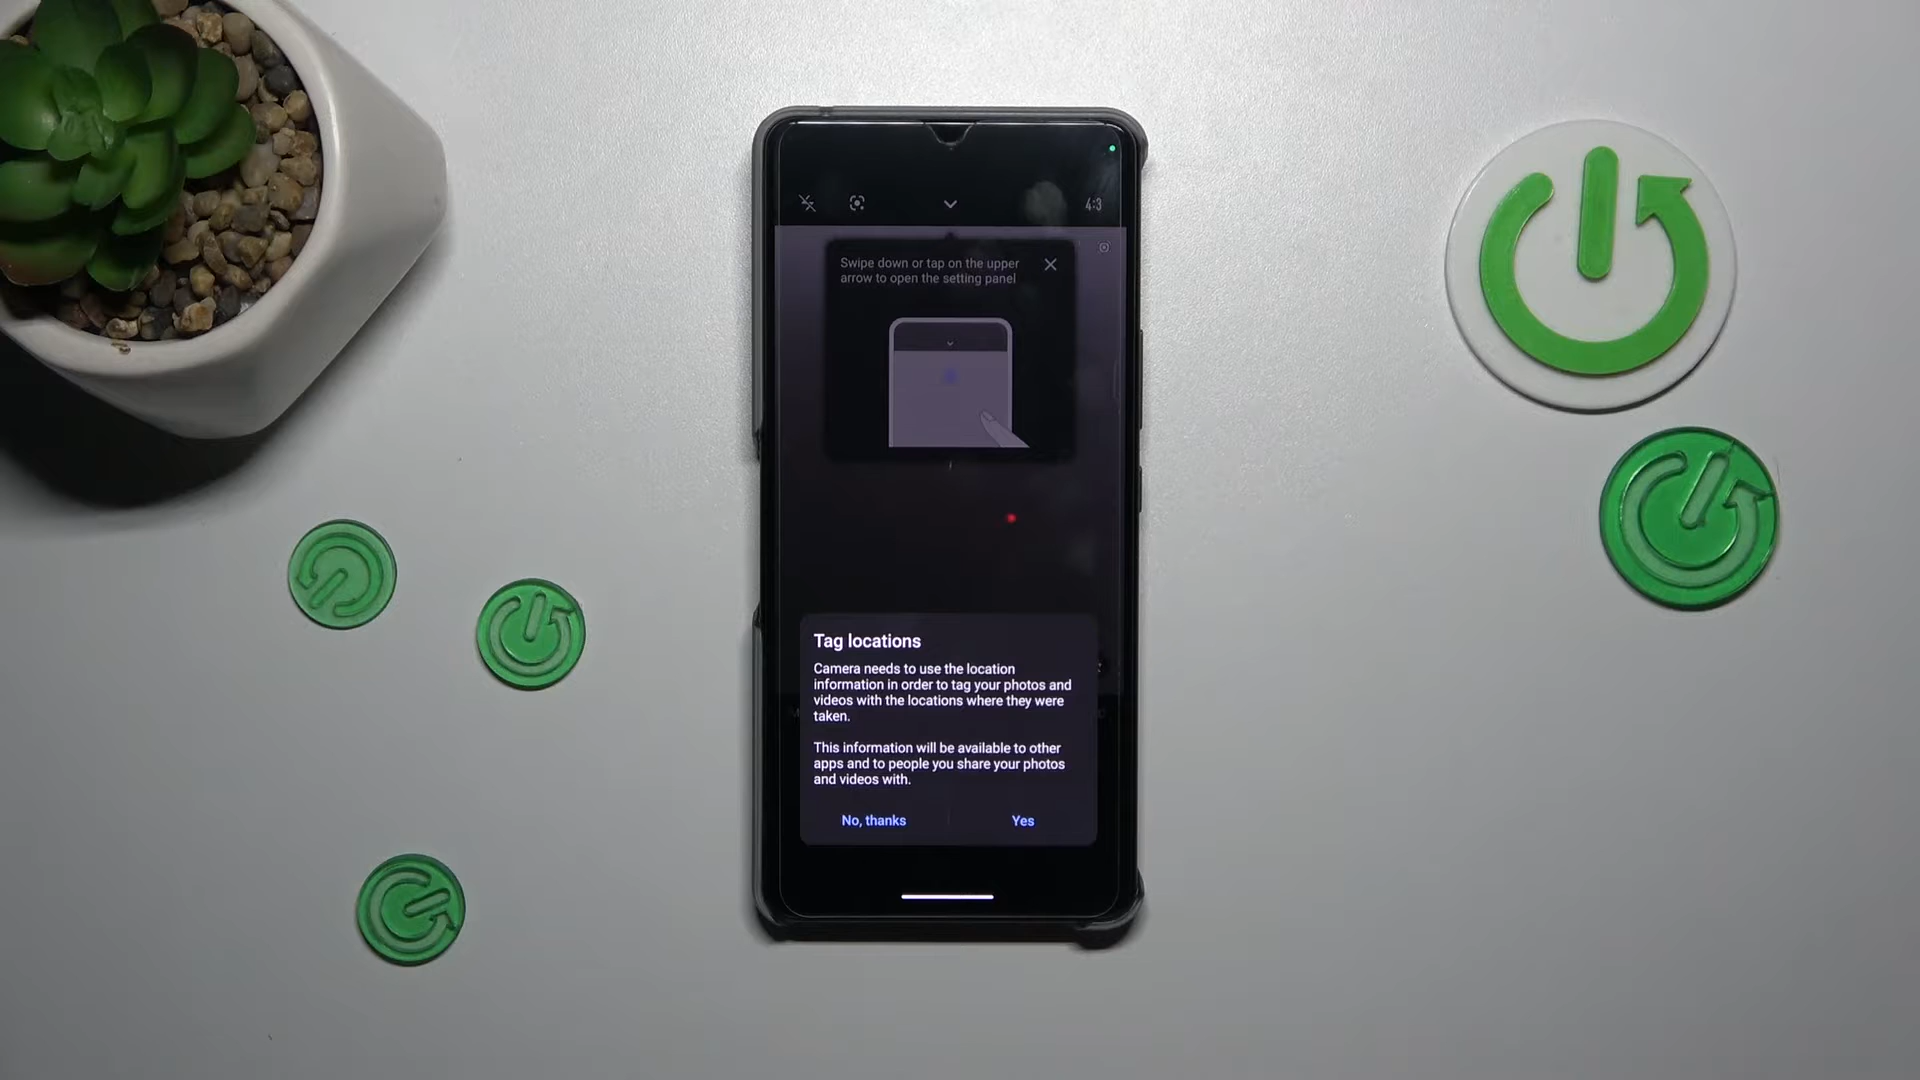 4:3
Swipe down or tap on the upper
arrow to open the setting panel
Tag locations
Camera needs to use the location
information in order to tag your photos and
videos with the locations where they were
taken.
This information will be available to other
apps and to people you share your photos
and videos with.
No, thanks
Yes